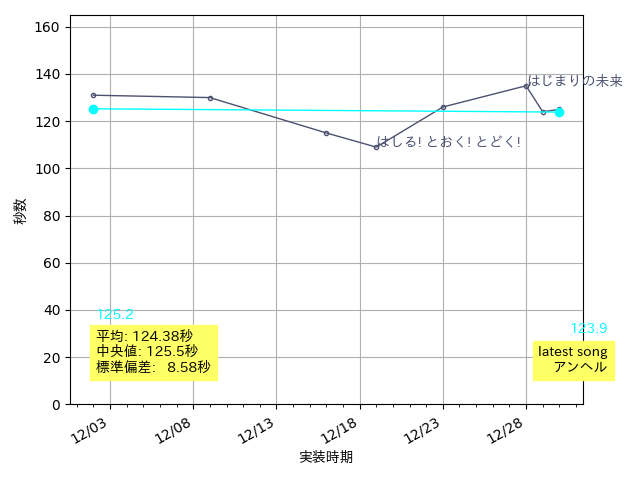 160
140
120
100
80
60
40
20
0
秒数
はじまりの未来
はしる! とおく! とどく!
125.2
123.9
平均: 124.38秒
中央値: 125.5秒
標準偏差: 8.58秒
latest song
アンヘル
12/03
12/08
12/13
12/18
12/23
12/28
実装時期